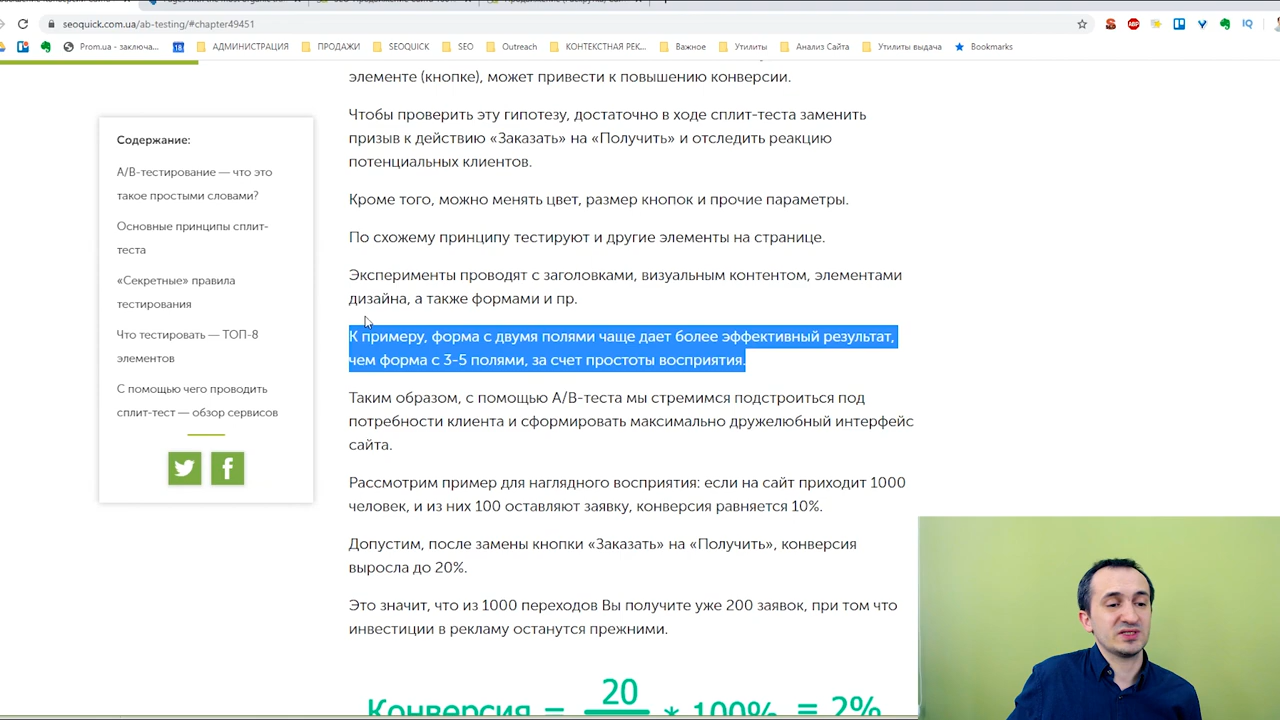 seoquick.com.ua/ab-testing/#chapter49451
Prom.ua - заключа...
18
АДМИНИСТРАЦИЯ
ПРОДАЖИ
SEOQUICK
SEO
Outreach
КОНТЕКСТНАЯ РЕК...
Важное
Утилиты
Анализ Сайта
Утилиты выдача
Bookmarks
элементе (кнопке), может привести к повышению конверсии.
Чтобы проверить эту гипотезу, достаточно в ходе сплит-теста заменить
призыв к действию «Заказать» на «Получить» и отследить реакцию
потенциальных клиентов.
Кроме того, можно менять цвет, размер кнопок и прочие параметры.
По схожему принципу тестируют и другие элементы на странице.
Эксперименты проводят с заголовками, визуальным контентом, элементами
дизайна, а также формами и пр.
К примеру, форма с двумя полями чаще дает более эффективный результат,
чем форма с 3-5 полями, за счет простоты восприятия.
Таким образом, с помощью A/B-теста мы стремимся подстроиться под
потребности клиента и сформировать максимально дружелюбный интерфейс
сайта.
Рассмотрим пример для наглядного восприятия: если на сайт приходит 1000
человек, и из них 100 оставляют заявку, конверсия равняется 10%.
Допустим, после замены кнопки «Заказать» на «Получить», конверсия
выросла до 20%.
Это значит, что из 1000 переходов Вы получите уже 200 заявок, при том что
инвестиции в рекламу останутся прежними.
Конверсия = 20 * 100% = 2%
Содержание:
A/B-тестирование — что это
такое простыми словами?
Основные принципы сплит-
теста
«Секретные» правила
тестирования
Что тестировать — ТОП-8
элементов
С помощью чего проводить
сплит-тест — обзор сервисов